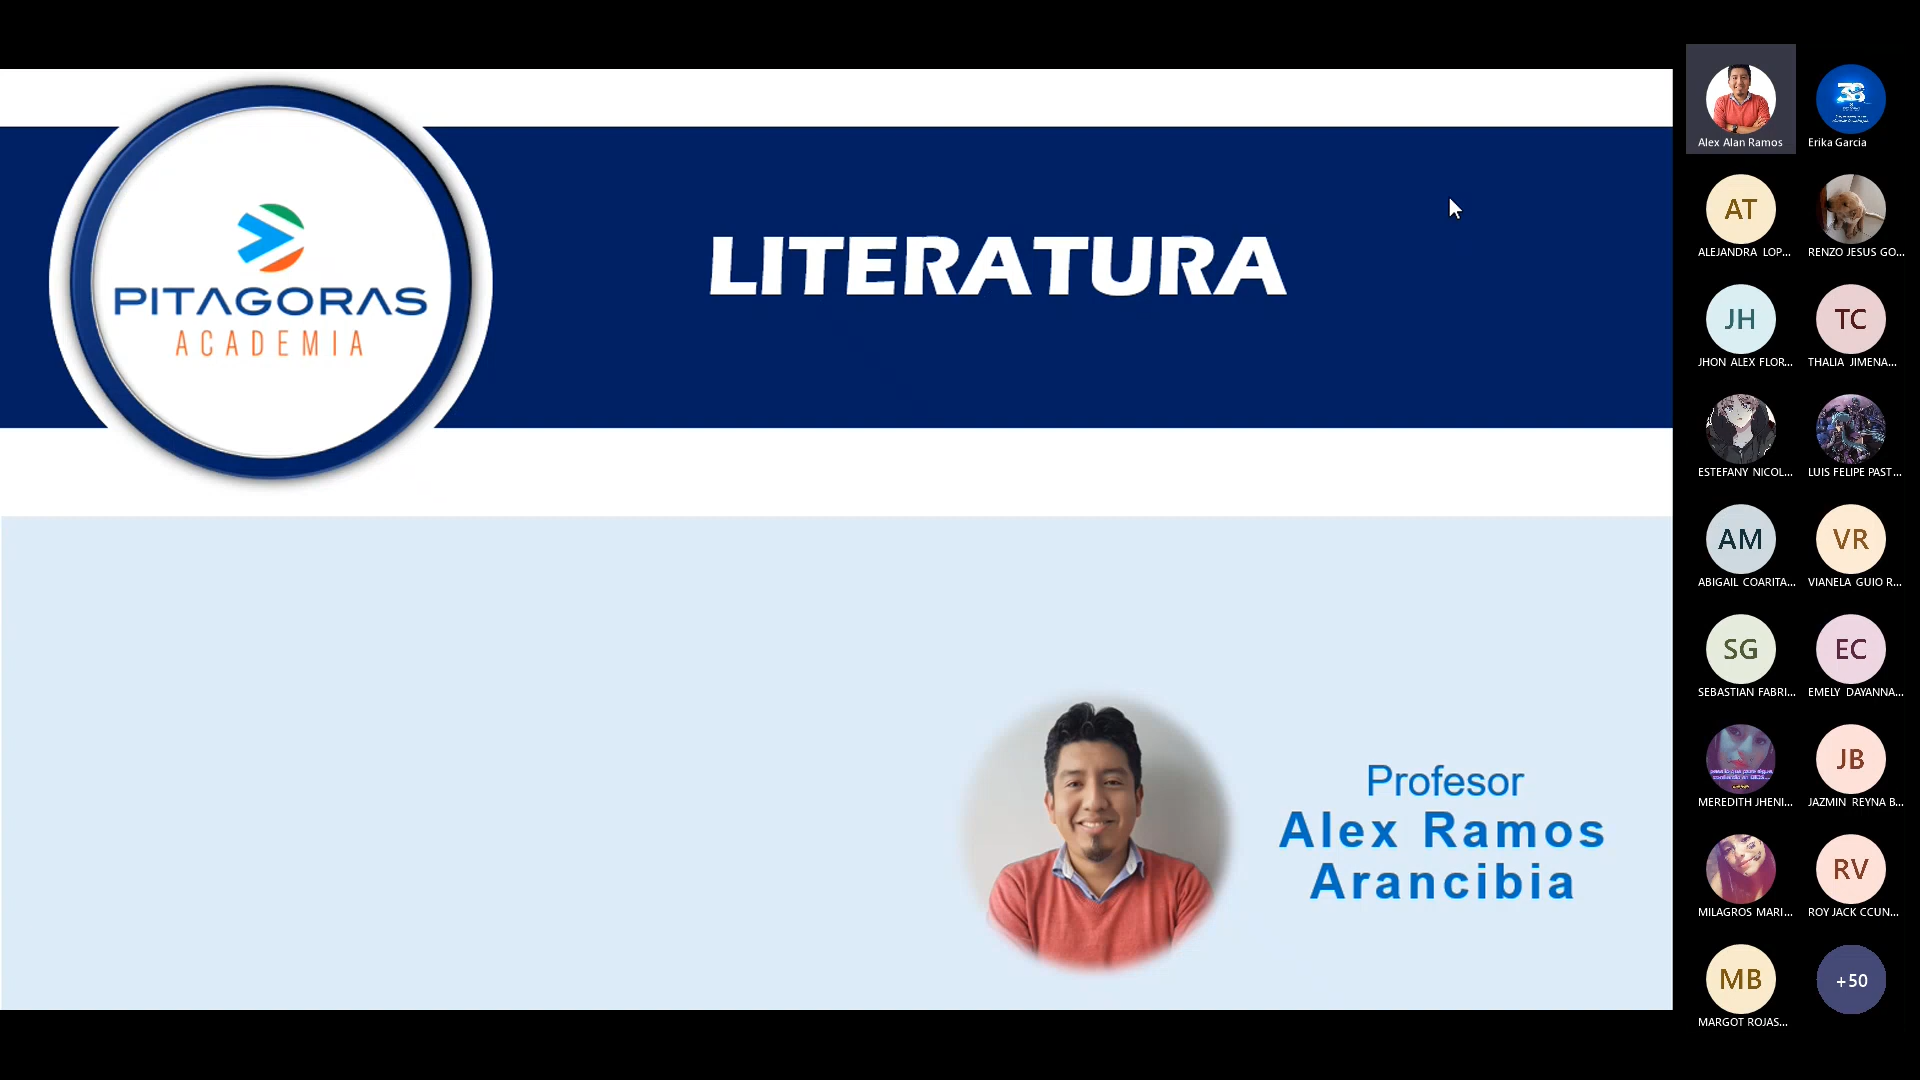 PITAGORAS
ACADEMIA
LITERATURA
Profesor
Alex Ramos
Arancibia
Alex Alan Ramos
Erika Garcia
AT
ALEJANDRA LOP...
RENZO JESUS GO...
JH
JHON ALEX FLOR...
TC
THALIA JIMENA...
ESTEFANY NICOL...
LUIS FELIPE PAST...
AM
ABIGAIL COARITA...
VR
VIANELA GUIO R...
SG
SEBASTIAN FABRI...
EC
EMELY DAYANNA...
MEREDITH JHENI...
JB
JAZMIN REYNA B...
MILAGROS MARI...
RV
ROY JACK CCUN...
MB
MARGOT ROJAS...
+50